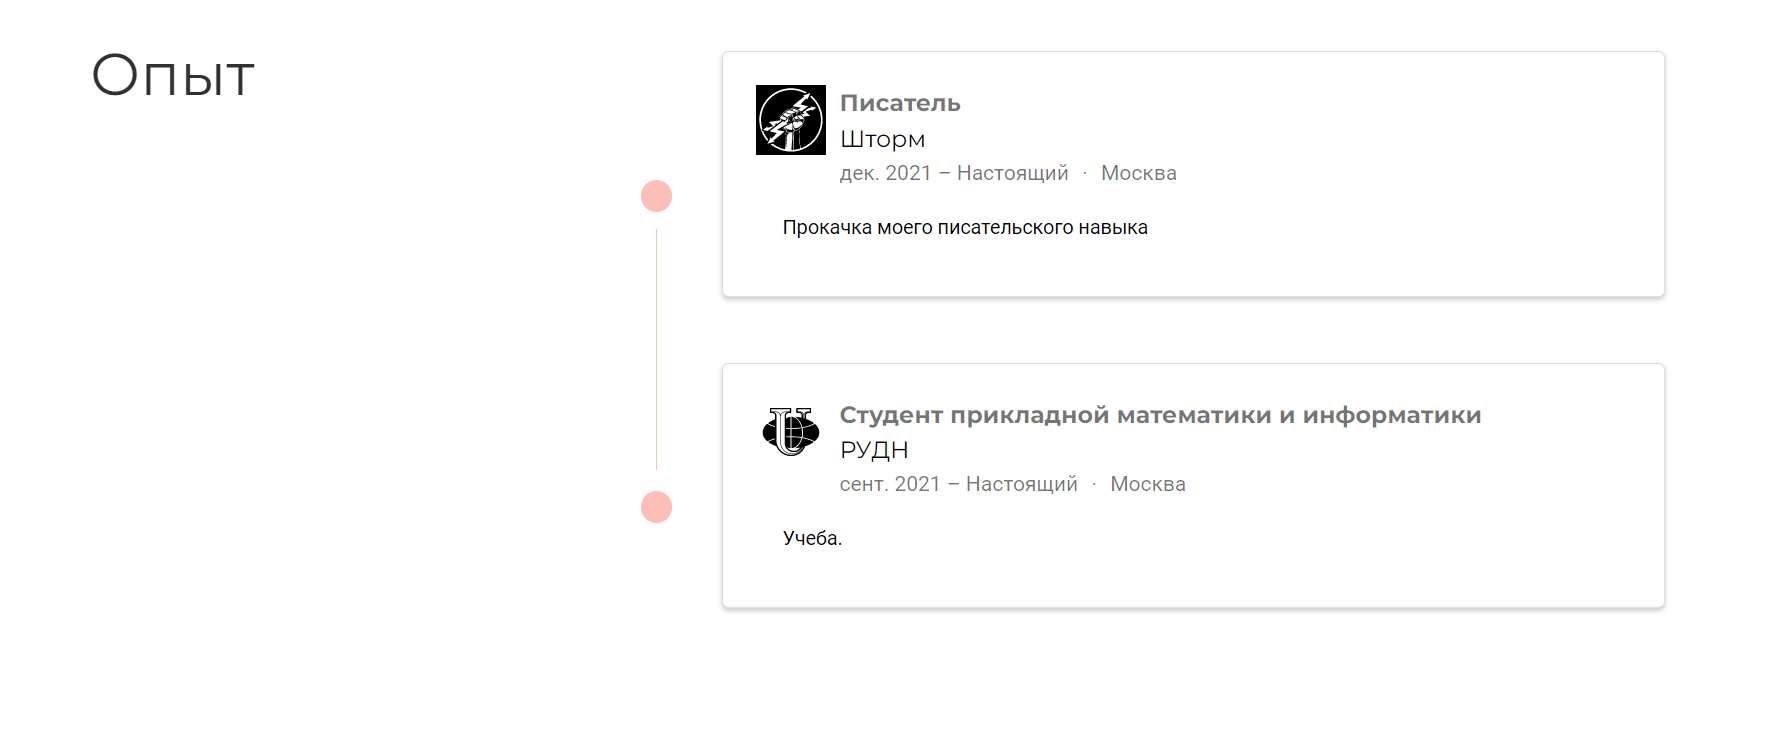 Опыт
Писатель
Шторм
дек. 2021 – Настоящий · Москва
Прокачка моего писательского навыка
Студент прикладной математики и информатики
РУДН
сент. 2021 – Настоящий · Москва
Учеба.